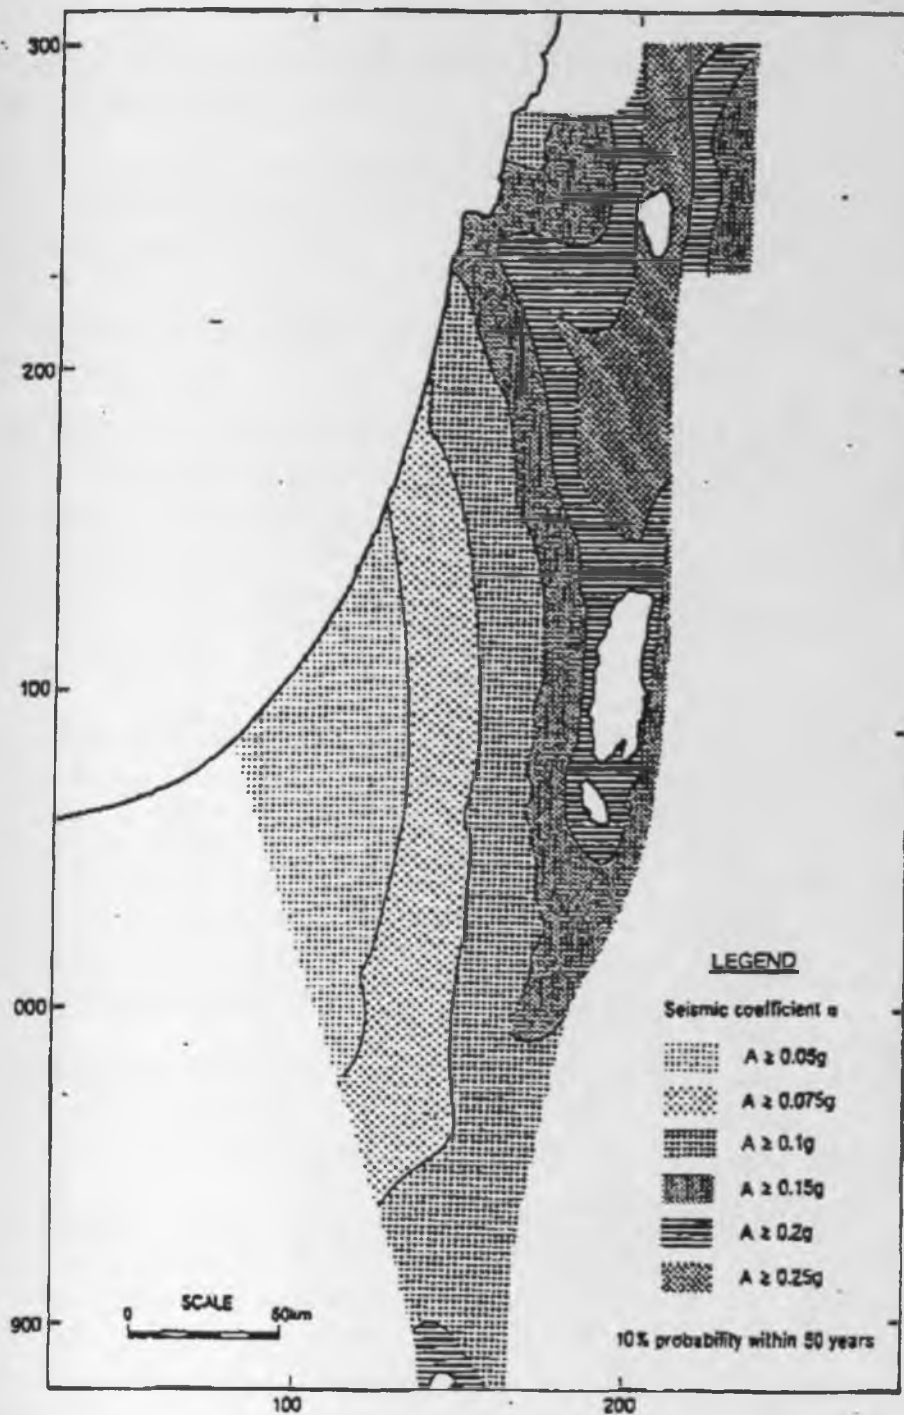 300
200
100
000
900
100
200
LEGEND
Seismic coefficient α
A ≥ 0.05g
A ≥ 0.075g
A ≥ 0.1g
A ≥ 0.15g
A ≥ 0.2g
A ≥ 0.25g
SCALE
0 50km
10% probability within 50 years